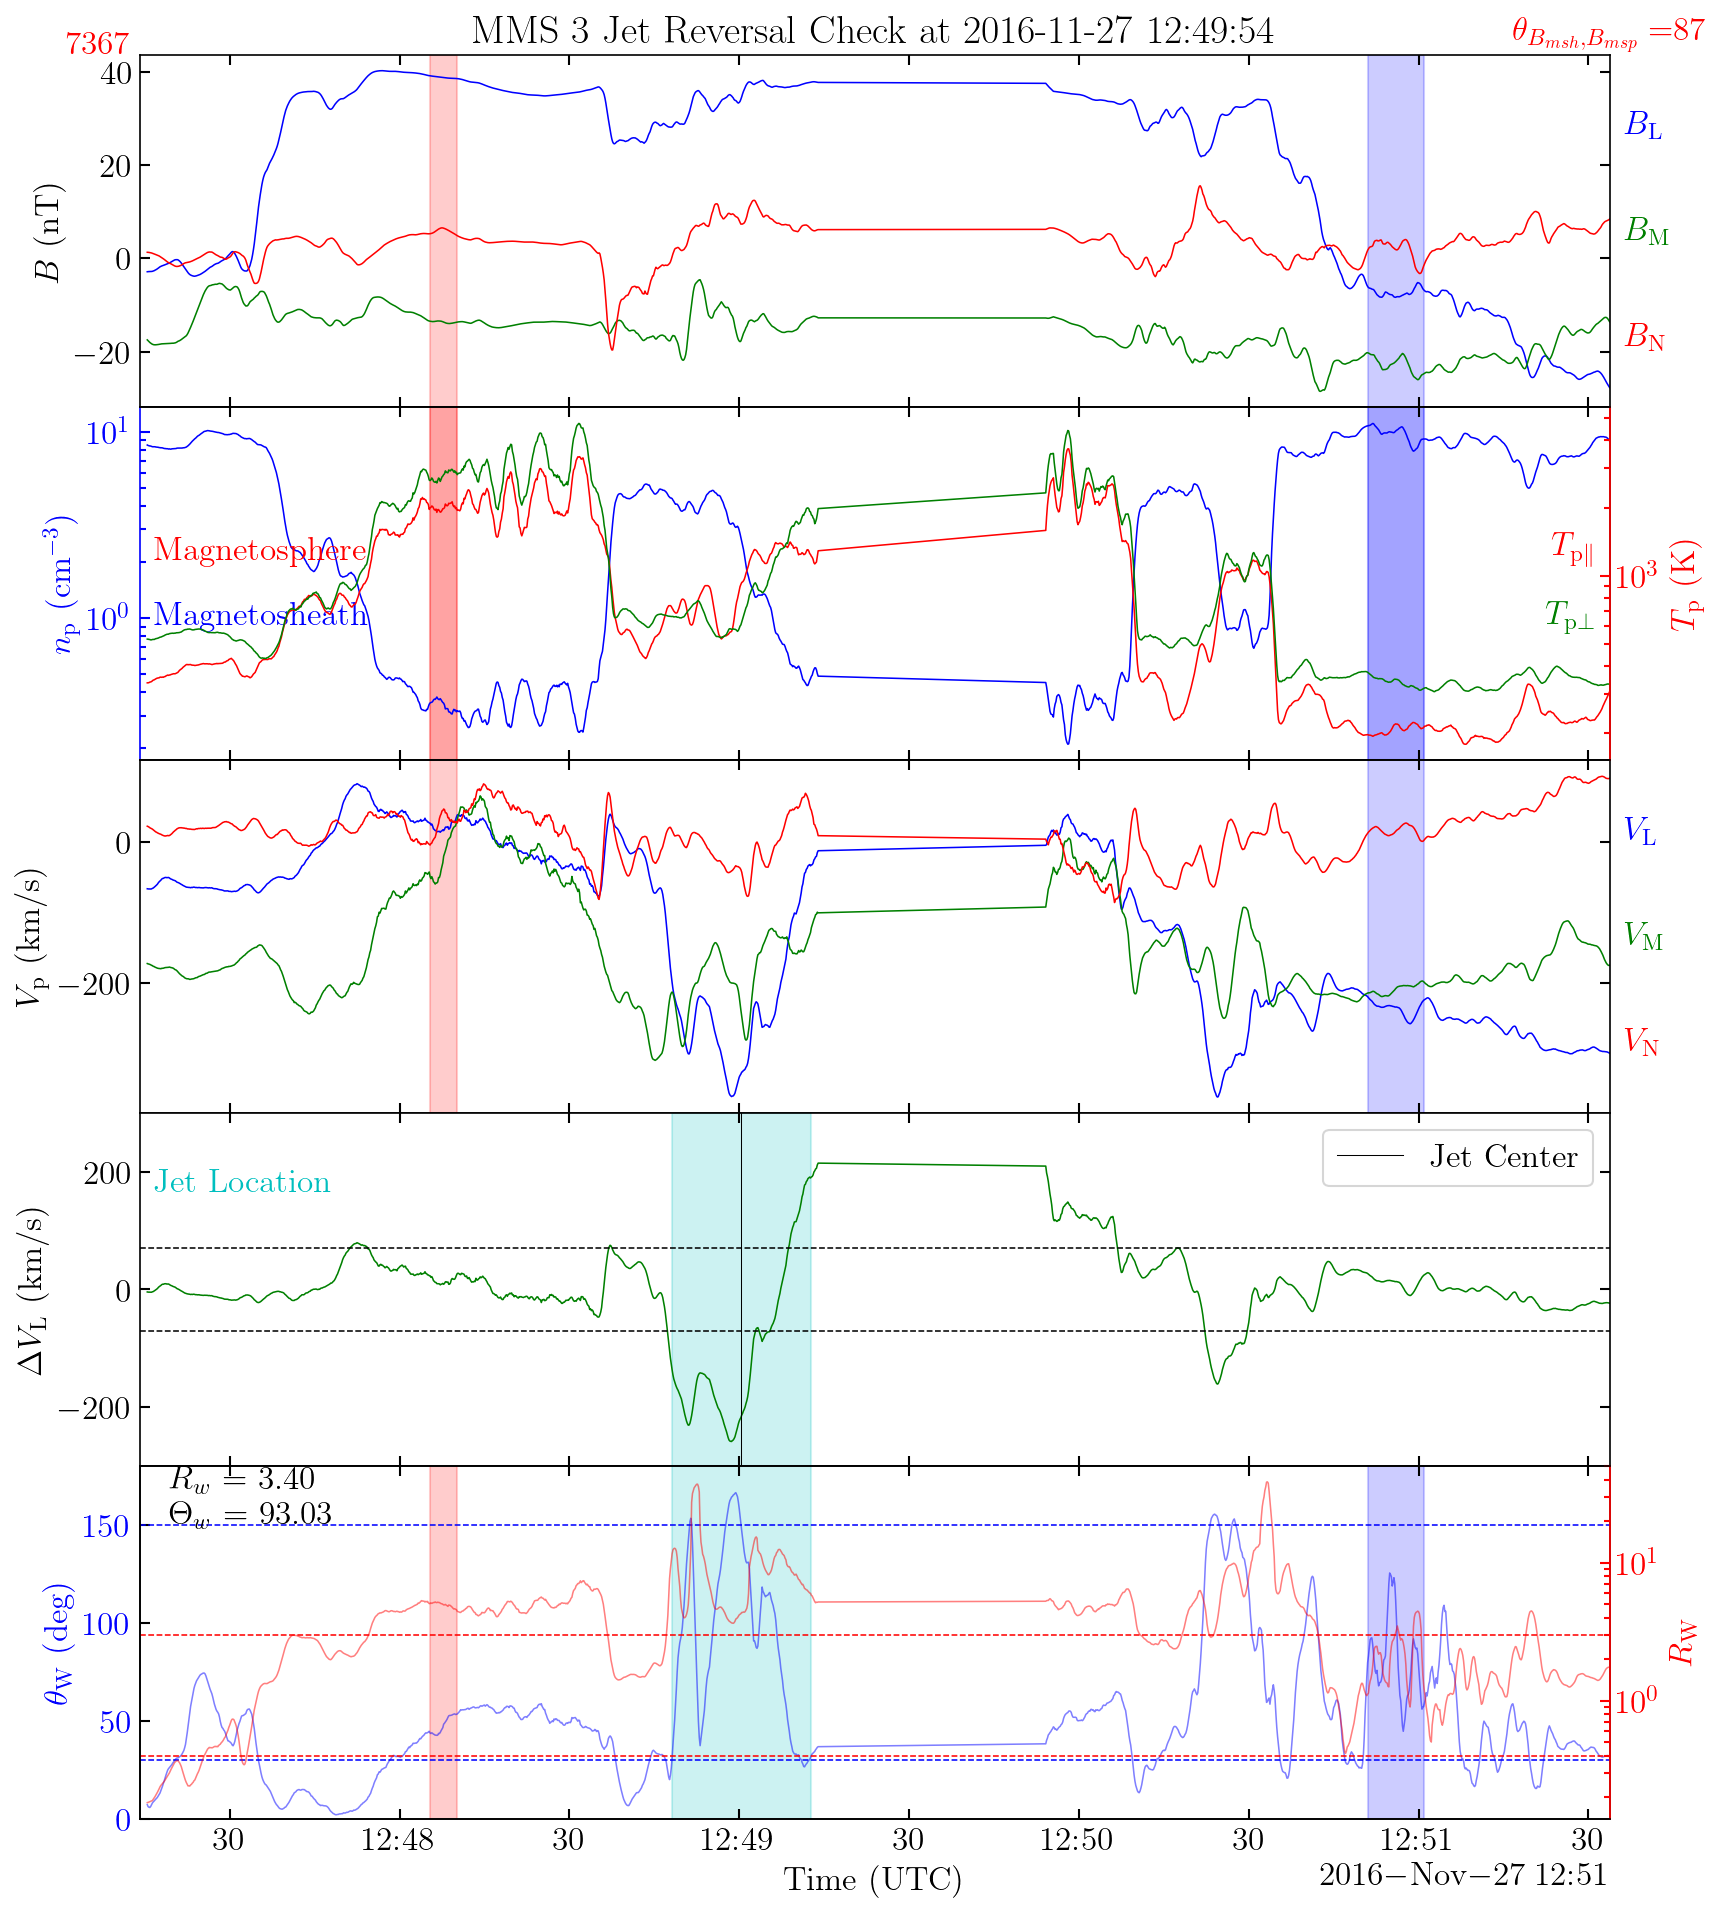 MMS 3 Jet Reversal Check at 2016-11-27 12:49:54
7367
θ_{B_{msh},B_{msp}} =87
40
20
0
−20
B (nT)
B_L
B_M
B_N
10^1
10^0
n_p (cm^{−3})
Magnetosphere
Magnetosheath
T_{p∥}
T_{p⊥}
10^3
T_p (K)
0
−200
V_p (km/s)
V_L
V_M
V_N
200
0
−200
ΔV_L (km/s)
Jet Location
Jet Center
R_w = 3.40
Θ_w = 93.03
150
100
50
0
θ_W (deg)
10^1
10^0
R_W
30 12:48 30 12:49 30 12:50 30 12:51 30
Time (UTC)
2016−Nov−27 12:51